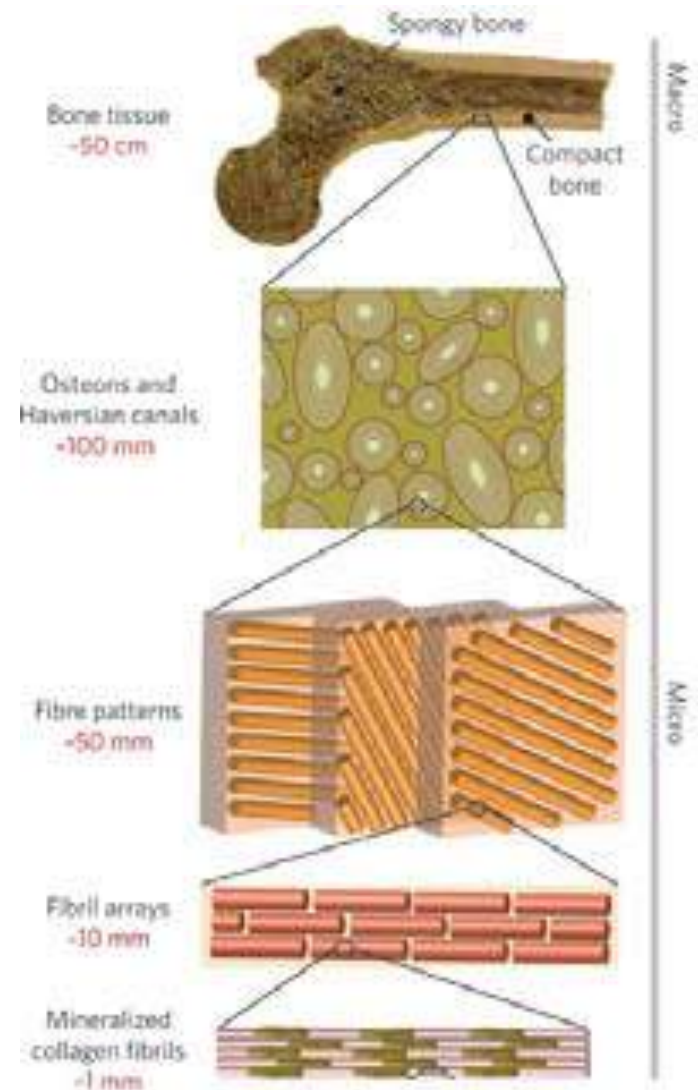 Spongy bone
Bone tissue
~50 cm
Compact
bone
Macro
Osteons and
Haversian canals
~100 mm
Fibre patterns
~50 mm
Micro
Fibril arrays
~10 mm
Mineralized
collagen fibrils
~1 mm